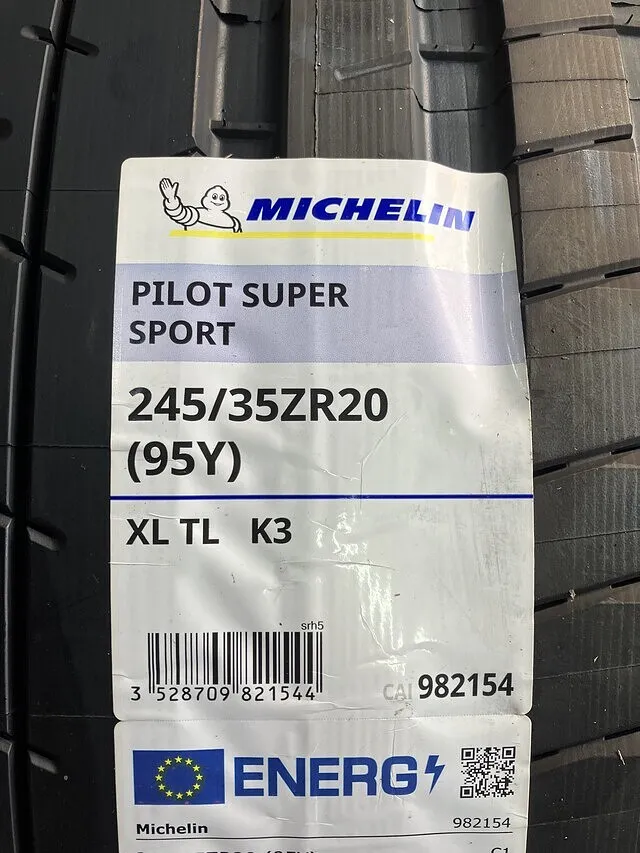 MICHELIN
PILOT SUPER
SPORT
245/35ZR20
(95Y)
XL TL K3
srh5
3 528709 821544
CAI 982154
ENERG
Michelin 982154
C1